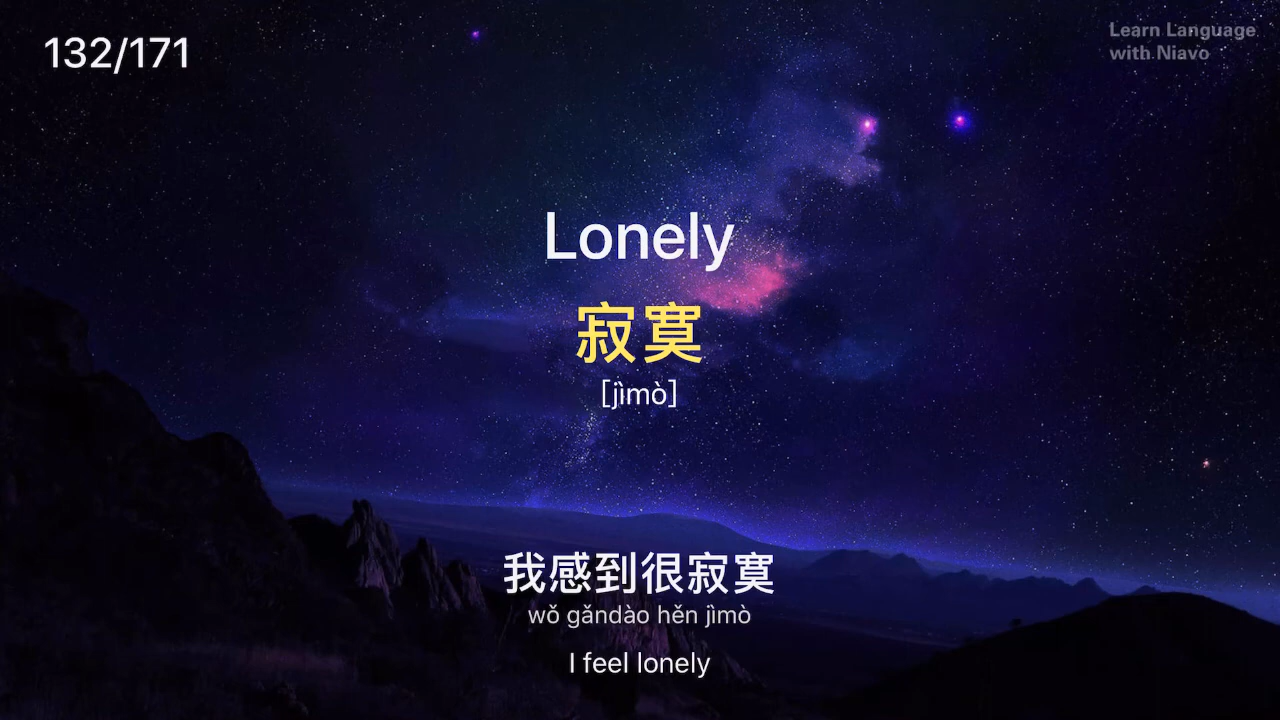 132/171
Learn Language
with Niavo
Lonely
寂寞
[jìmò]
我感到很寂寞
wǒ gǎndào hěn jìmò
I feel lonely